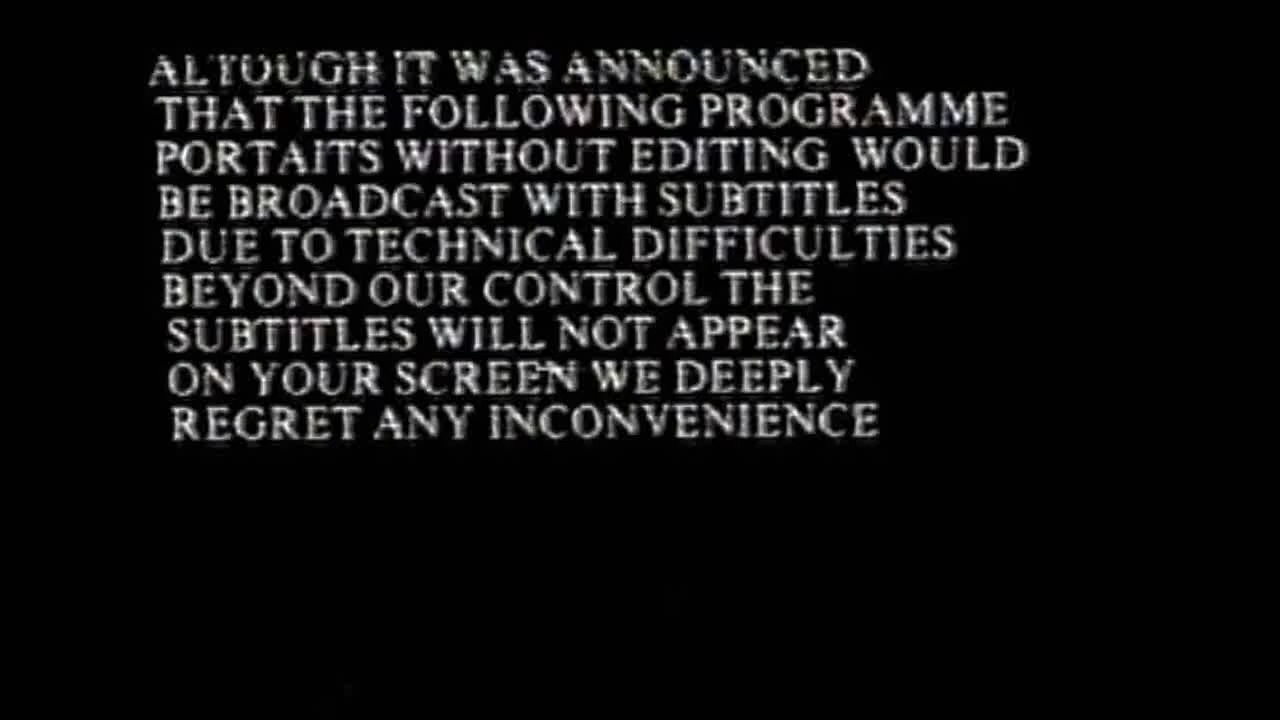 ALTOUGH IT WAS ANNOUNCED
THAT THE FOLLOWING PROGRAMME
PORTAITS WITHOUT EDITING WOULD
BE BROADCAST WITH SUBTITLES
DUE TO TECHNICAL DIFFICULTIES
BEYOND OUR CONTROL THE
SUBTITLES WILL NOT APPEAR
ON YOUR SCREEN WE DEEPLY
REGRET ANY INCONVENIENCE